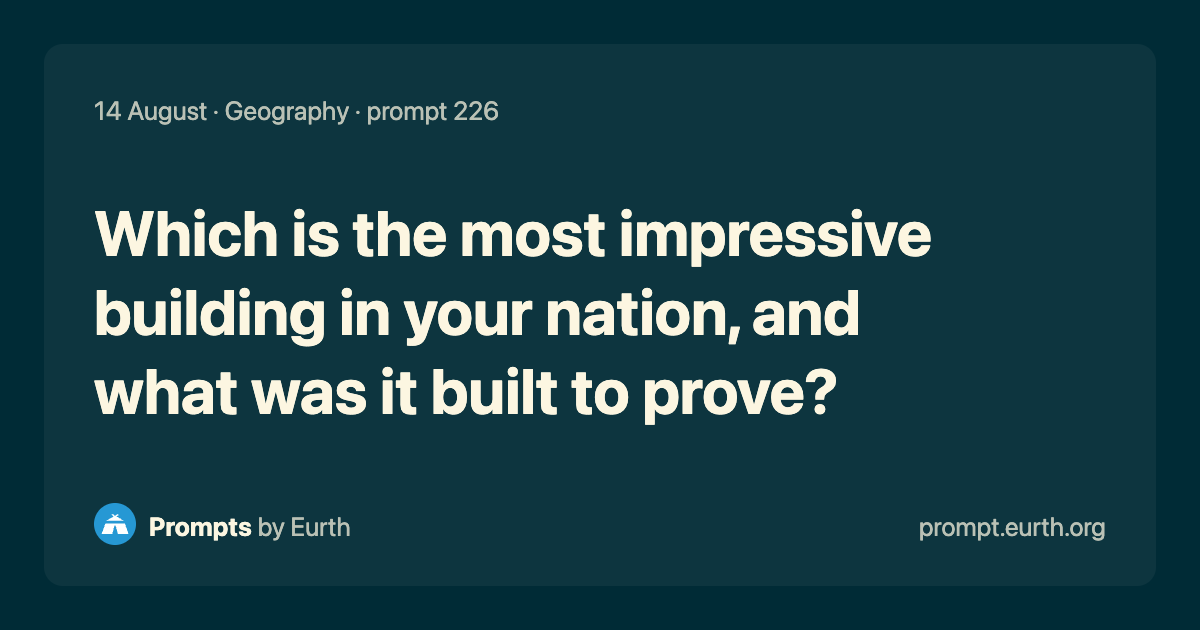 14 August · Geography · prompt 226
Which is the most impressive
building in your nation, and
what was it built to prove?
Prompts by Eurth
prompt.eurth.org